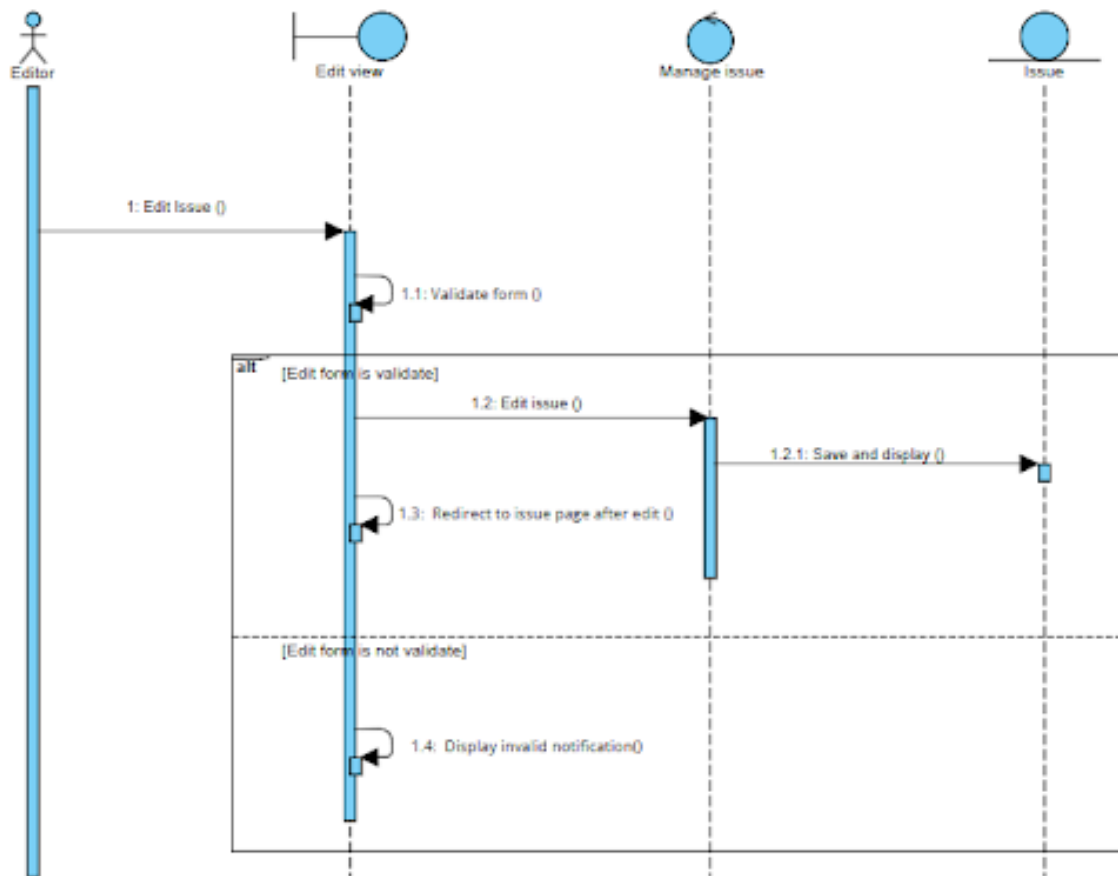 Editor
Edit view
Manage issue
Issue
1: Edit Issue ()
1.1: Validate form ()
alt
[Edit form is validate]
1.2: Edit issue ()
1.2.1: Save and display ()
1.3: Redirect to issue page after edit ()
[Edit form is not validate]
1.4: Display invalid notification()